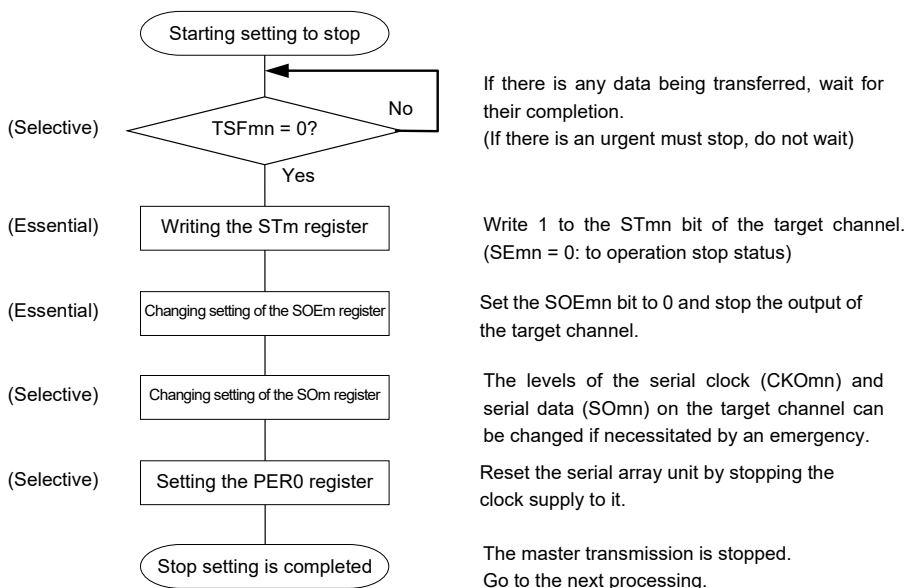 Starting setting to stop
If there is any data being transferred, wait for
their completion.
(If there is an urgent must stop, do not wait)
(Selective)
TSFmn = 0?
No
Yes
(Essential)
Writing the STm register
Write 1 to the STmn bit of the target channel.
(SEmn = 0: to operation stop status)
(Essential)
Changing setting of the SOEm register
Set the SOEmn bit to 0 and stop the output of
the target channel.
(Selective)
Changing setting of the SOm register
The levels of the serial clock (CKOmn) and
serial data (SOmn) on the target channel can
be changed if necessitated by an emergency.
(Selective)
Setting the PER0 register
Reset the serial array unit by stopping the
clock supply to it.
Stop setting is completed
The master transmission is stopped.
Go to the next processing.